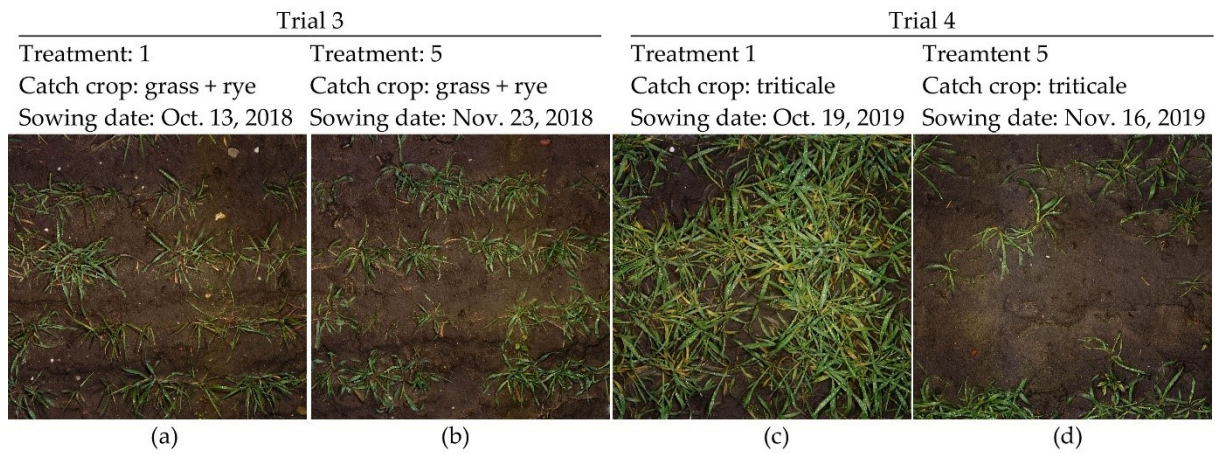 Trial 3 Trial 4
Treatment: 1 Treatment: 5 Treatment 1 Treamtent 5
Catch crop: grass + rye Catch crop: grass + rye Catch crop: triticale Catch crop: triticale
Sowing date: Oct. 13, 2018 Sowing date: Nov. 23, 2018 Sowing date: Oct. 19, 2019 Sowing date: Nov. 16, 2019
(a) (b) (c) (d)